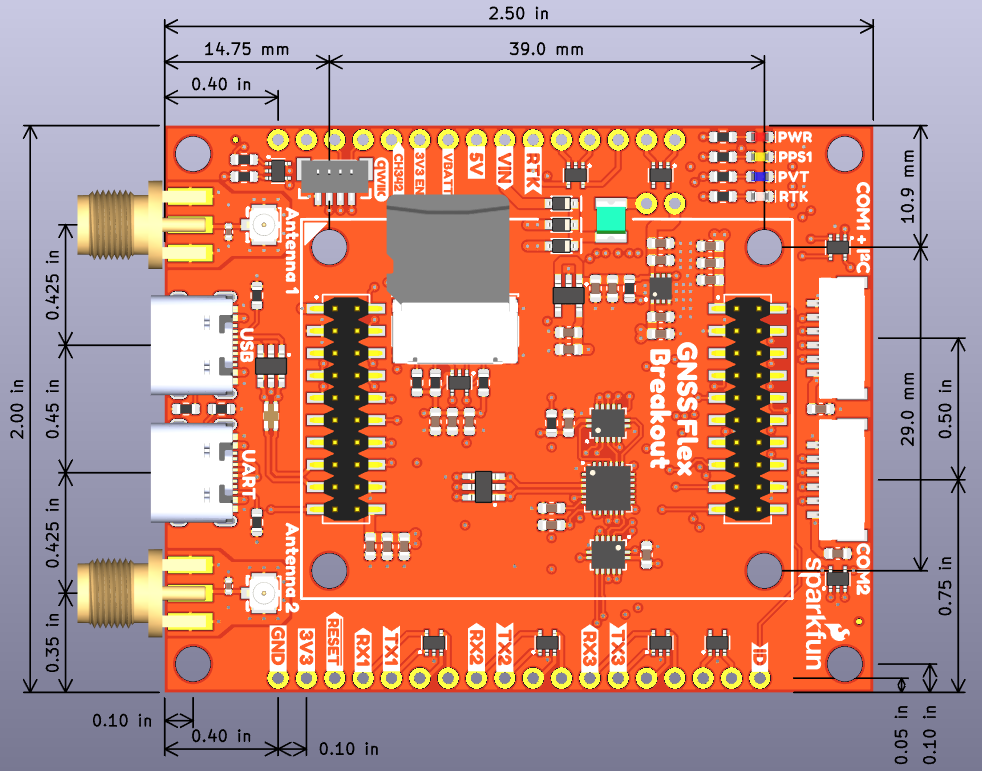 2.50 in
14.75 mm
39.0 mm
0.40 in
PWR
PPS1
PVT
RTK
QWIIC
CH3R2
3V3 EN
VBATT
5V
VIN
RTK
10.9 mm
COM1 + I2C
Antenna 1
0.425 in
USB
GNSSFlex
Breakout
2.00 in
0.45 in
29.0 mm
0.50 in
UART
0.425 in
Antenna 2
COM2
0.75 in
sparkfun
0.35 in
GND
3V3
RESET
RX1
TX1
RX2
TX2
RX3
TX3
iD
0.10 in
0.40 in
0.10 in
0.05 in
0.10 in